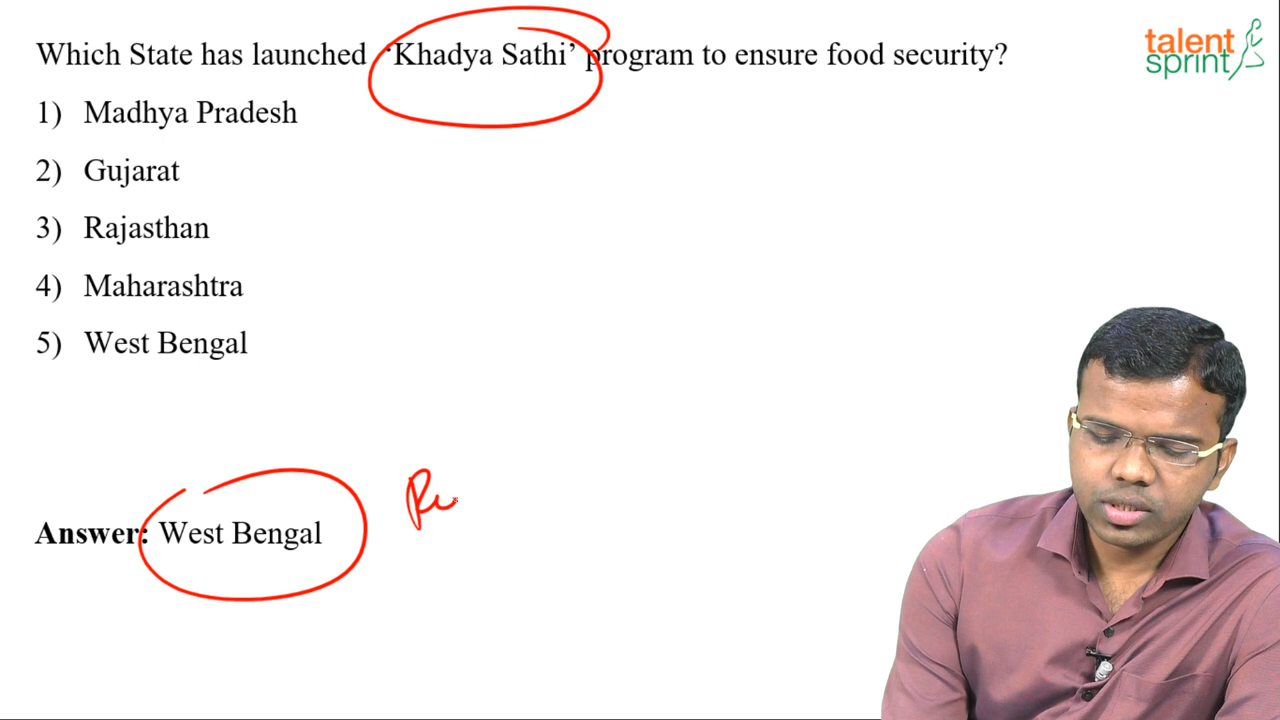 Which State has launched ‘Khadya Sathi’ program to ensure food security?
talent
sprint
1) Madhya Pradesh
2) Gujarat
3) Rajasthan
4) Maharashtra
5) West Bengal
Answer: West Bengal